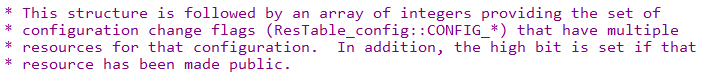 * This structure is followed by an array of integers providing the set of
* configuration change flags (ResTable_config::CONFIG_*) that have multiple
* resources for that configuration.  In addition, the high bit is set if that
* resource has been made public.